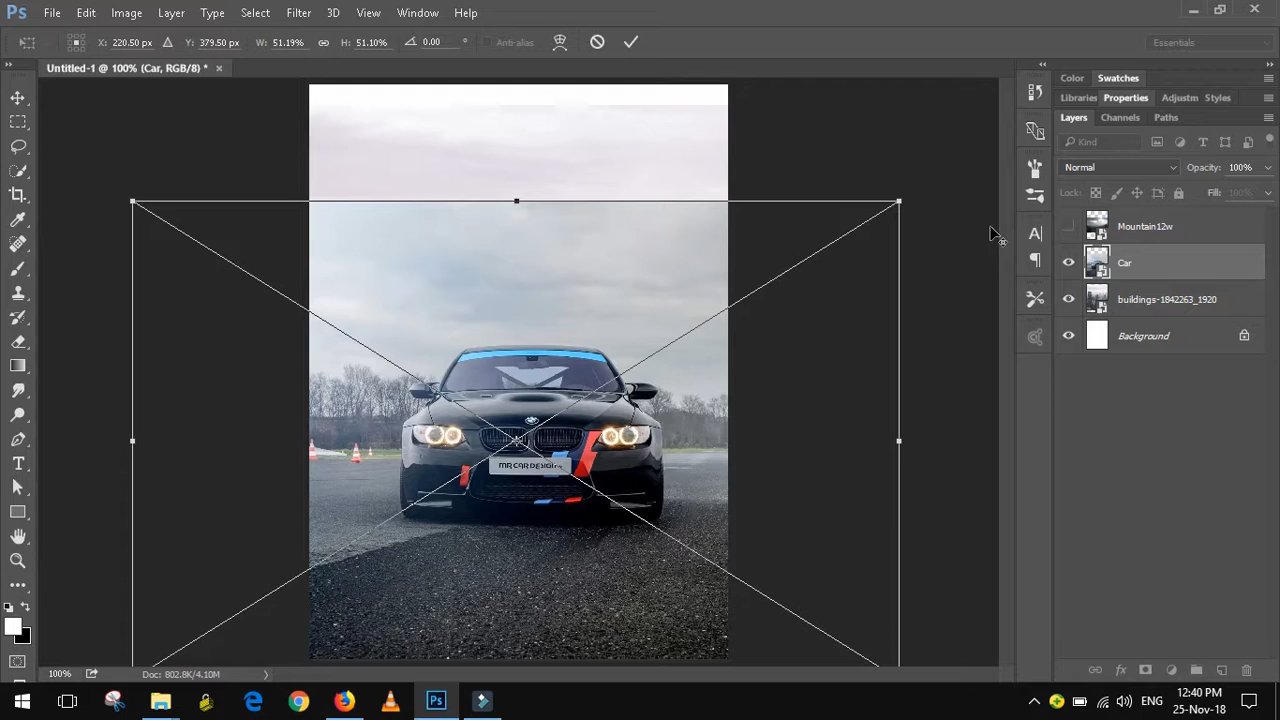 Ps File Edit Image Layer Type Select Filter 3D View Window Help
X: 220.50 px Y: 379.50 px W: 51.19% H: 51.10% 0.00 ° Anti-alias Essentials
Untitled-1 @ 100% (Car, RGB/8) * ×
Color Swatches
Libraries Properties Adjustm Styles
Layers Channels Paths
Kind
Normal Opacity: 100%
Lock: Fill: 100%
Mountain12w
Car
buildings-1842263_1920
Background
MR CAR DESIGN
100% Doc: 802.8K/4.10M
Ps ENG 12:40 PM
25-Nov-18